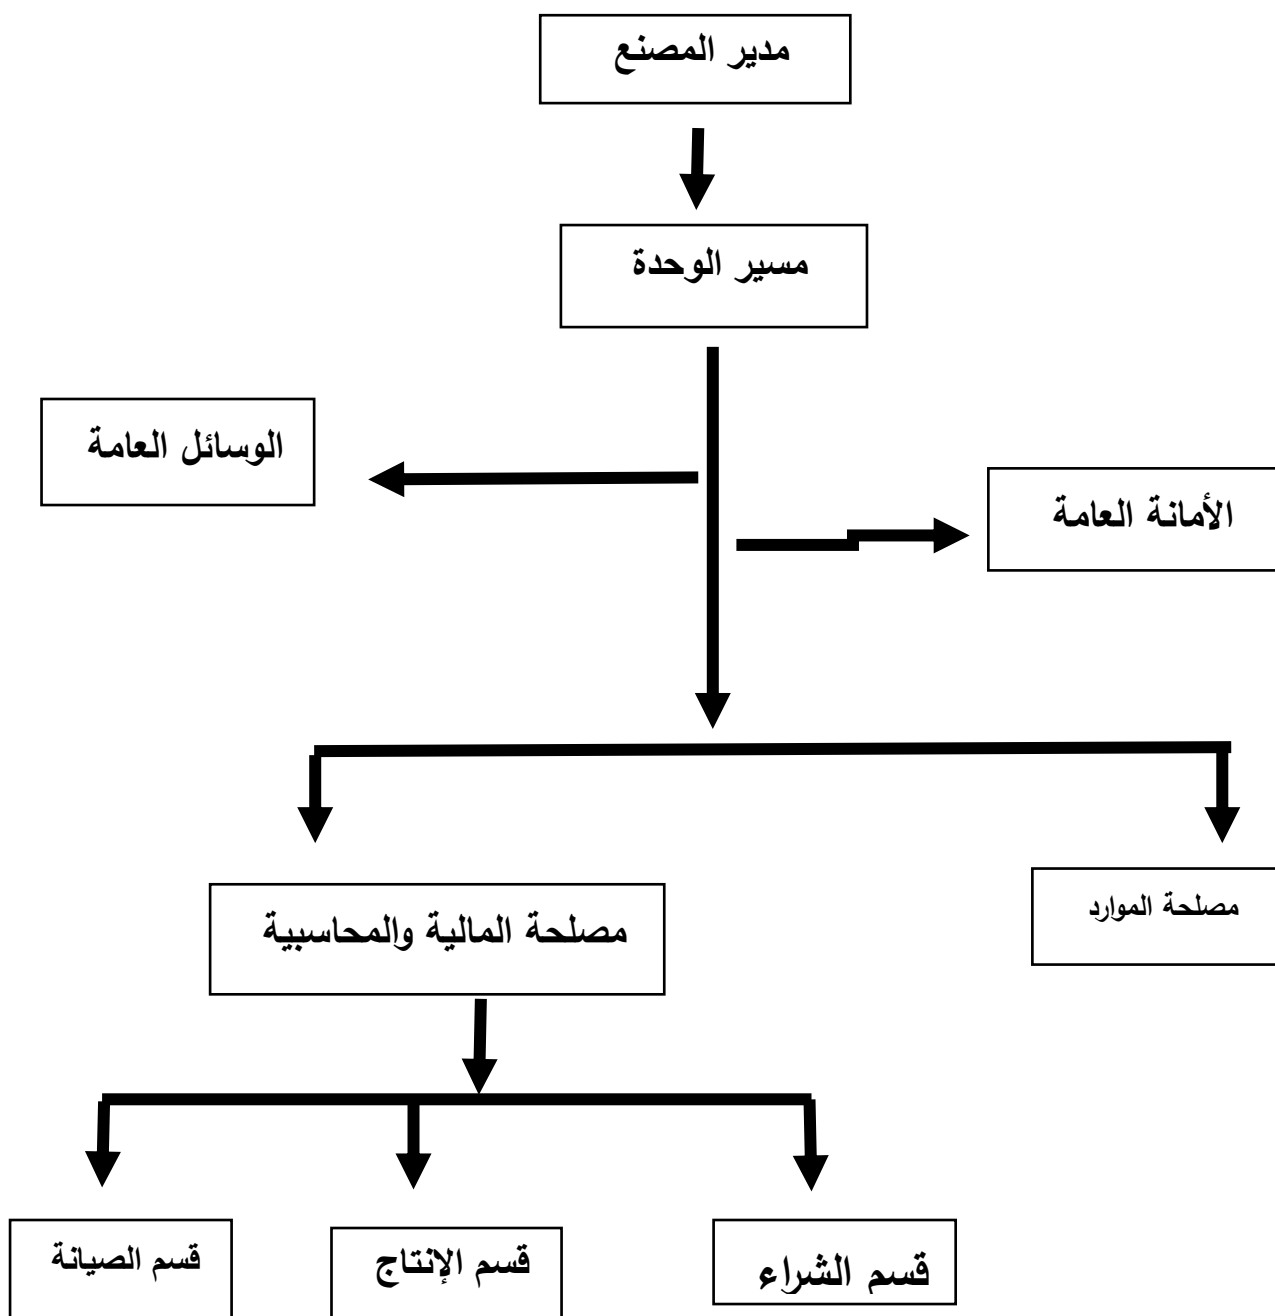 مدير المصنع
مسير الوحدة
الوسائل العامة
الأمانة العامة
مصلحة الموارد
مصلحة المالية والمحاسبية
قسم الشراء
قسم الإنتاج
قسم الصيانة